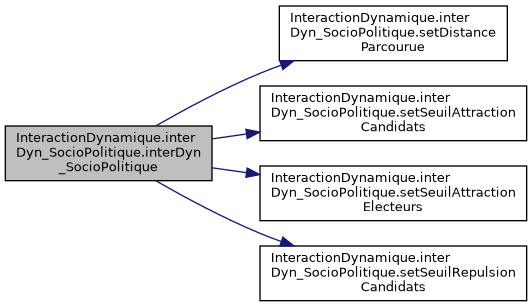 InteractionDynamique.inter
Dyn_SocioPolitique.setDistance
Parcourue
InteractionDynamique.inter
Dyn_SocioPolitique.setSeuilAttraction
Candidats
InteractionDynamique.inter
Dyn_SocioPolitique.interDyn
_SocioPolitique
InteractionDynamique.inter
Dyn_SocioPolitique.setSeuilAttraction
Electeurs
InteractionDynamique.inter
Dyn_SocioPolitique.setSeuilRepulsion
Candidats